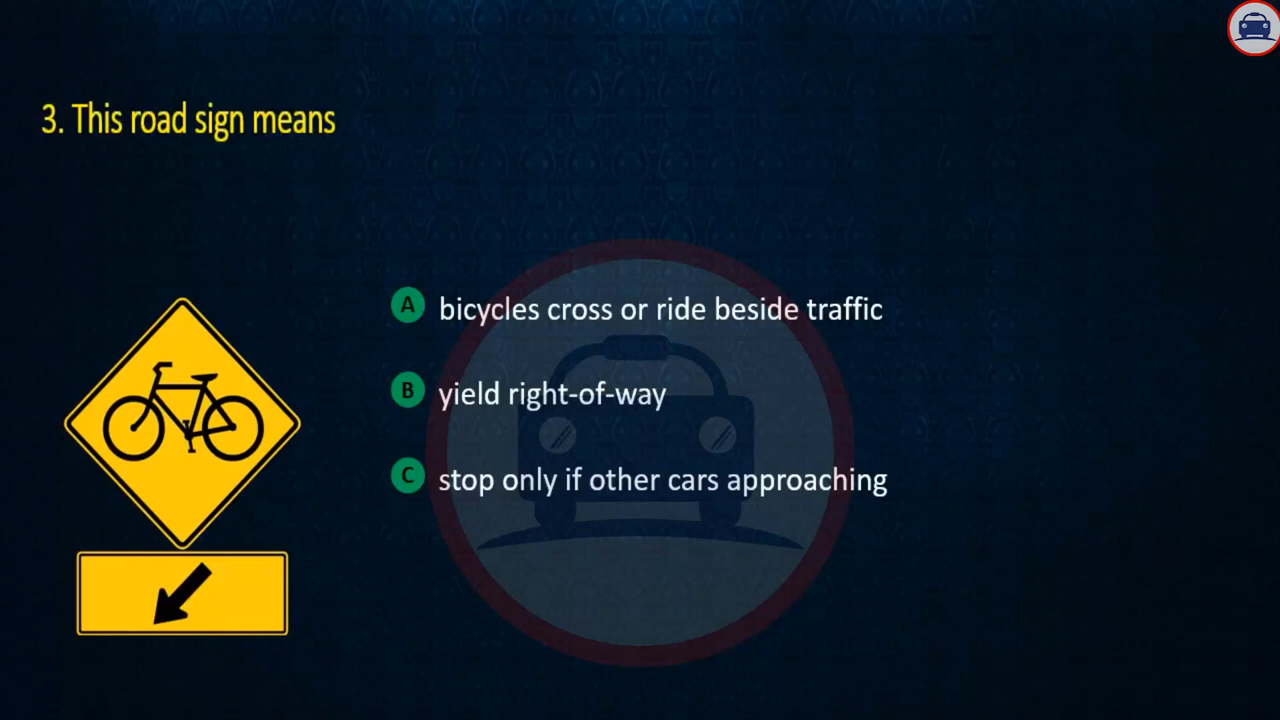 3. This road sign means
A bicycles cross or ride beside traffic
B yield right-of-way
C stop only if other cars approaching